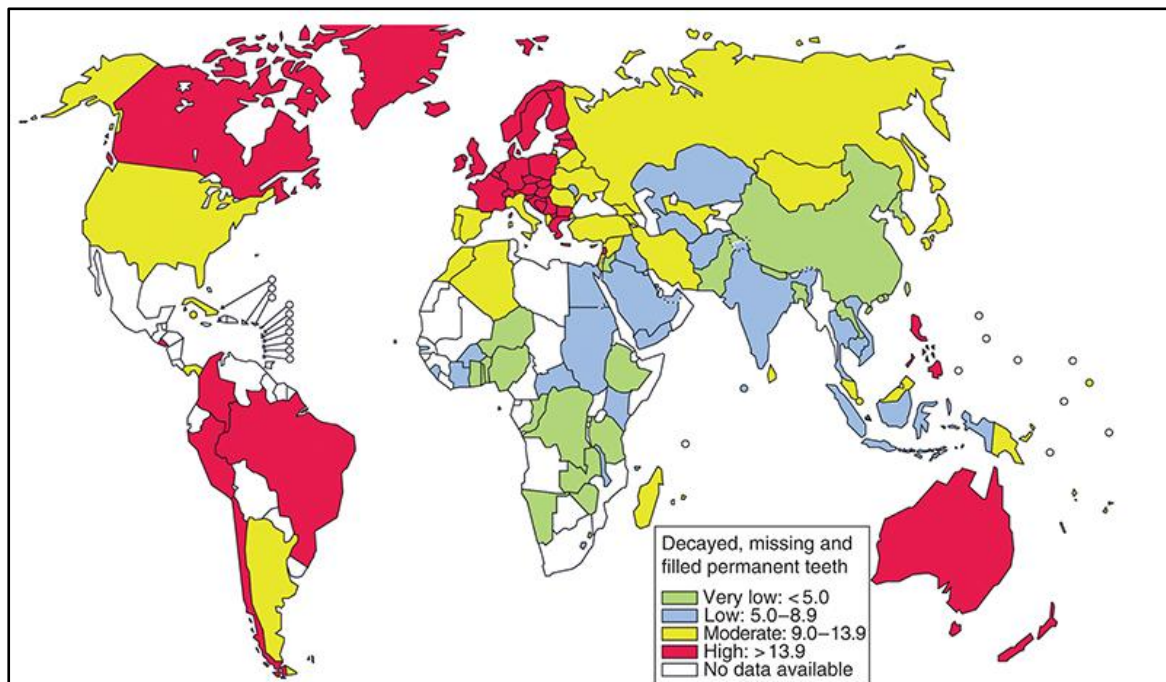 Decayed, missing and
filled permanent teeth
Very low: <5.0
Low: 5.0–8.9
Moderate: 9.0–13.9
High: >13.9
No data available